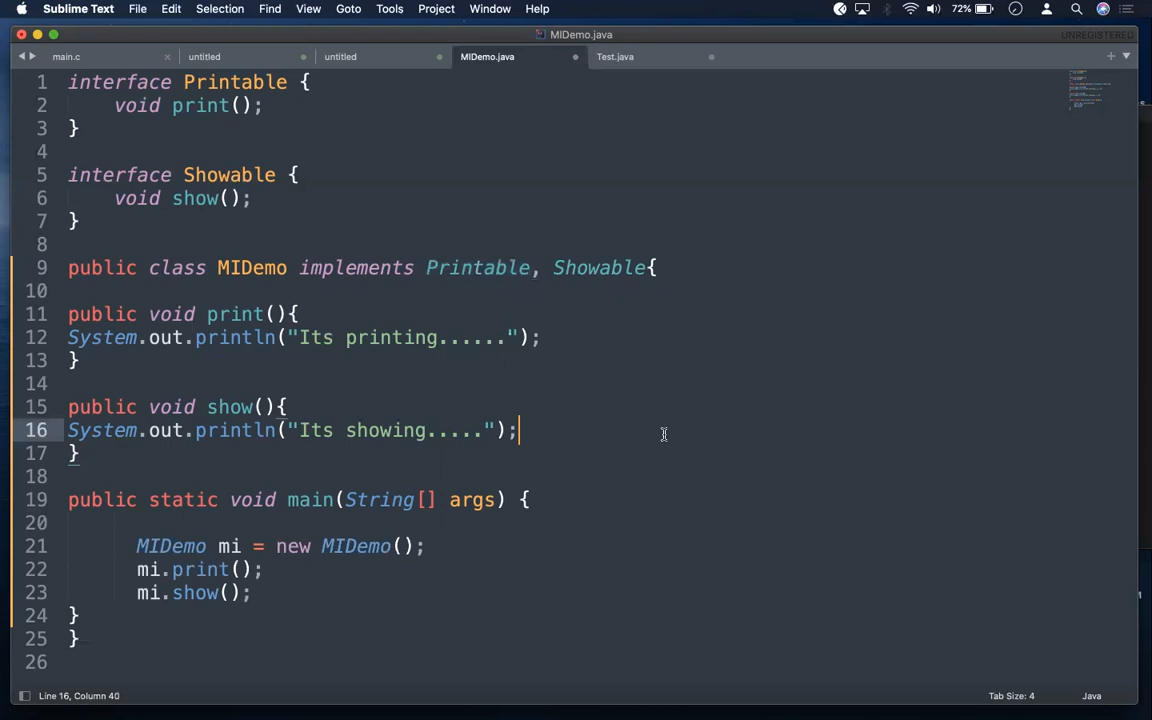 Sublime Text File Edit Selection Find View Goto Tools Project Window Help 72%
MIDemo.java UNREGISTERED
main.c untitled untitled MIDemo.java Test.java
1 interface Printable {
2 void print();
3 }
4
5 interface Showable {
6 void show();
7 }
8
9 public class MIDemo implements Printable, Showable{
10
11 public void print(){
12 System.out.println("Its printing......");
13 }
14
15 public void show(){
16 System.out.println("Its showing.....");
17 }
18
19 public static void main(String[] args) {
20
21 MIDemo mi = new MIDemo();
22 mi.print();
23 mi.show();
24 }
25 }
26
Line 16, Column 40 Tab Size: 4 Java